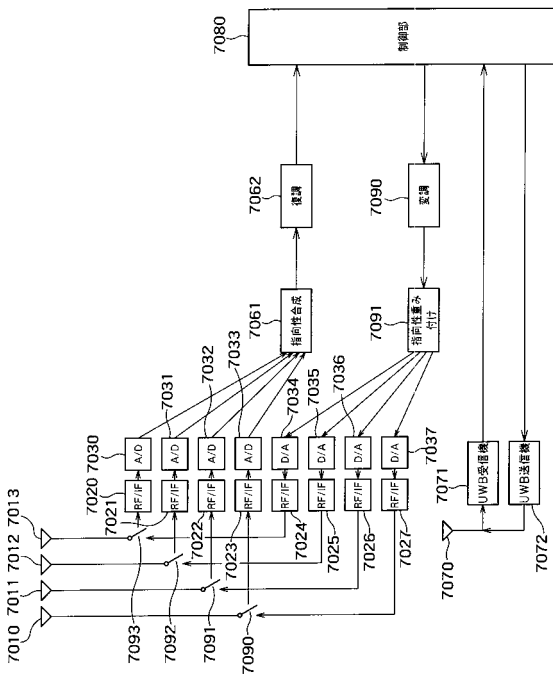 7080
制御部
7062
復調
7090
変調
7061
指向性合成
7091
指向性重み
付け
7030
A/D
7031
A/D
7032
A/D
7033
A/D
7034
D/A
7035
D/A
7036
D/A
7037
D/A
7020
RF/IF
7021
RF/IF
7022
RF/IF
7023
RF/IF
7024
RF/IF
7025
RF/IF
7026
RF/IF
7027
RF/IF
7013
7012
7011
7010
7093
7092
7091
7090
7070
7071
UWB受信機
7072
UWB送信機